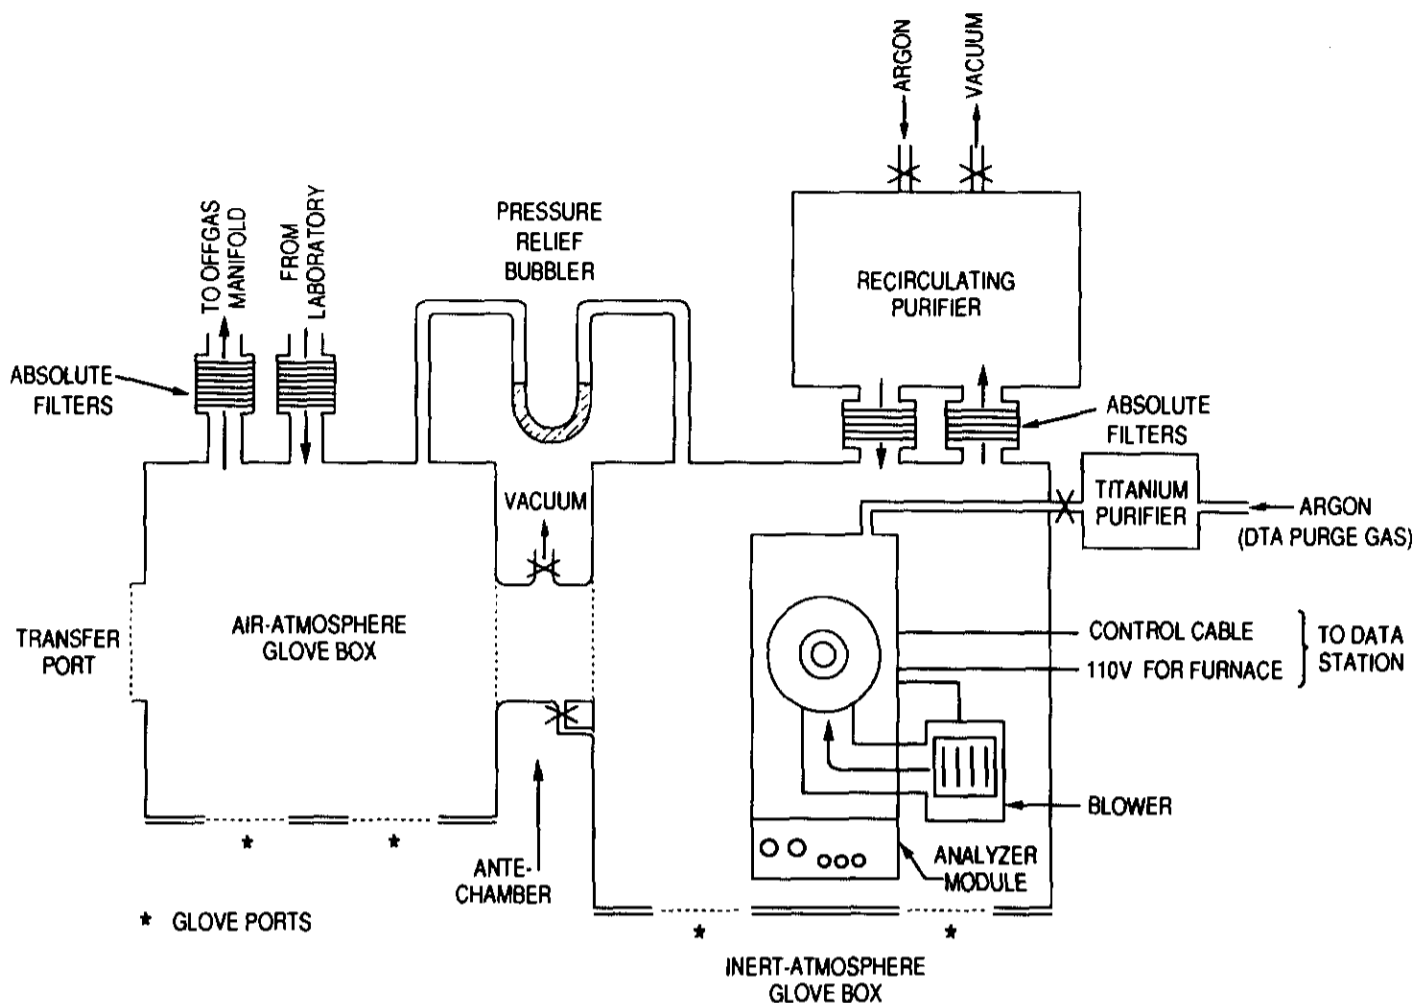 ARGON
VACUUM
TO OFFGAS
MANIFOLD
FROM
LABORATORY
PRESSURE
RELIEF
BUBBLER
RECIRCULATING
PURIFIER
ABSOLUTE
FILTERS
ABSOLUTE
FILTERS
VACUUM
TITANIUM
PURIFIER
ARGON
(DTA PURGE GAS)
TRANSFER
PORT
AIR-ATMOSPHERE
GLOVE BOX
CONTROL CABLE
110V FOR FURNACE
TO DATA
STATION
BLOWER
ANTE-
CHAMBER
ANALYZER
MODULE
* * 
* GLOVE PORTS
* *
INERT-ATMOSPHERE
GLOVE BOX